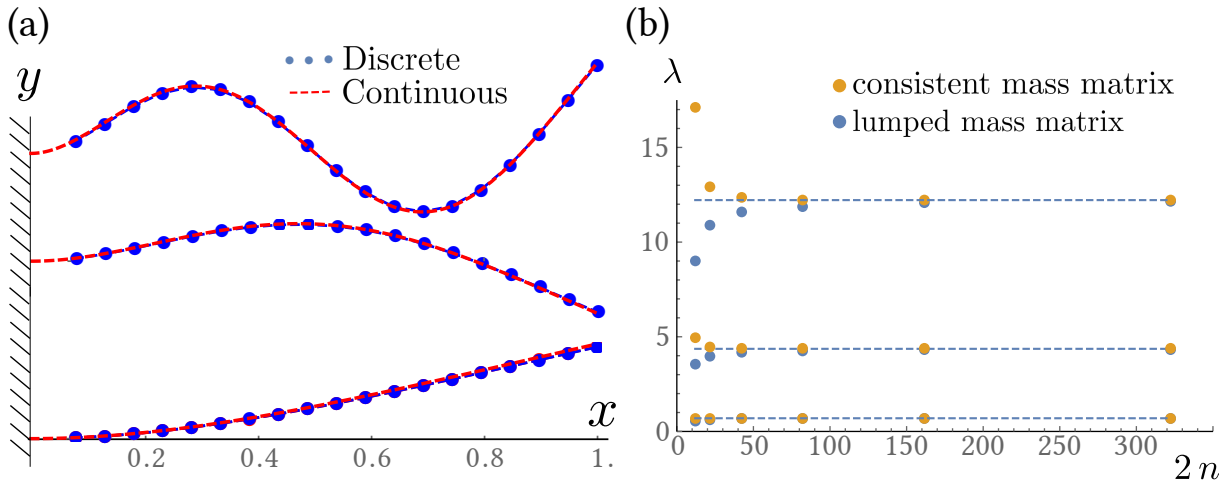 (a)
y
Discrete
Continuous
x
0.2 0.4 0.6 0.8 1.
(b)
λ
consistent mass matrix
lumped mass matrix
15
10
5
0
0 50 100 150 200 250 300
2 n